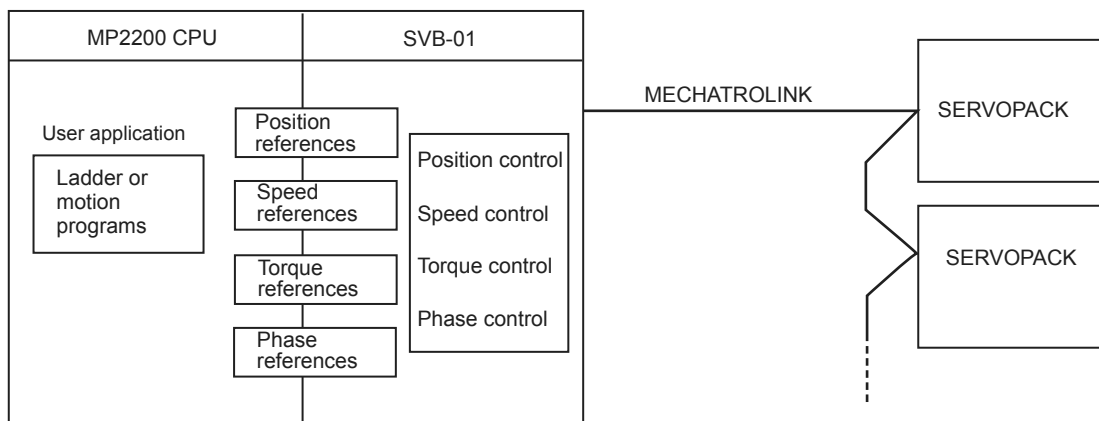 MP2200 CPU
SVB-01
User application
Ladder or
motion
programs
Position
references
Speed
references
Torque
references
Phase
references
Position control
Speed control
Torque control
Phase control
MECHATROLINK
SERVOPACK
SERVOPACK